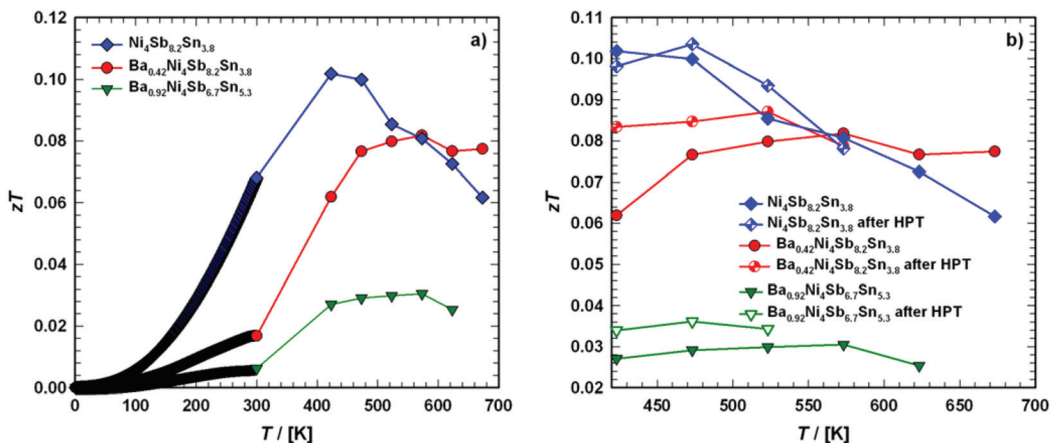 a)
Ni4Sb8.2Sn3.8
Ba0.42Ni4Sb8.2Sn3.8
Ba0.92Ni4Sb6.7Sn5.3
zT
0.12
0.10
0.08
0.06
0.04
0.02
0.00
0 100 200 300 400 500 600 700
T / [K]
b)
zT
0.11
0.10
0.09
0.08
0.07
0.06
0.05
0.04
0.03
0.02
Ni4Sb8.2Sn3.8
Ni4Sb8.2Sn3.8 after HPT
Ba0.42Ni4Sb8.2Sn3.8
Ba0.42Ni4Sb8.2Sn3.8 after HPT
Ba0.92Ni4Sb6.7Sn5.3
Ba0.92Ni4Sb6.7Sn5.3 after HPT
450 500 550 600 650 700
T / [K]